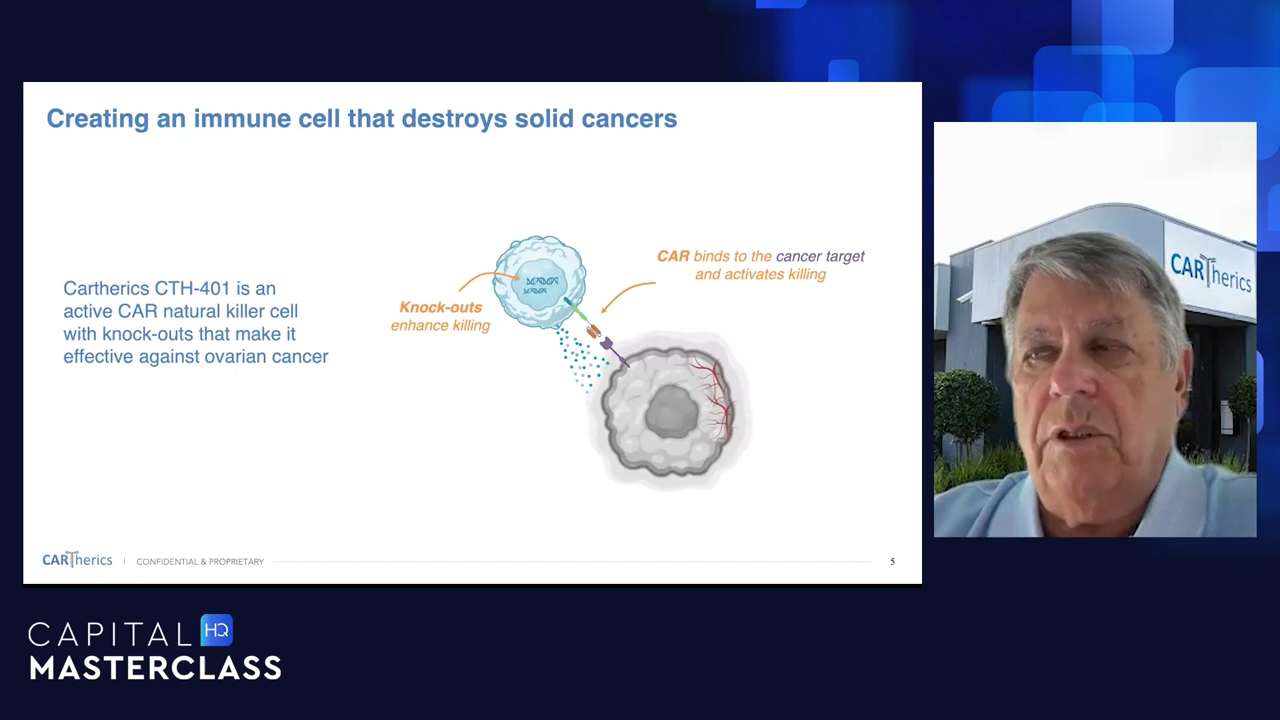 Creating an immune cell that destroys solid cancers
Cartherics CTH-401 is an
active CAR natural killer cell
with knock-outs that make it
effective against ovarian cancer
Knock-outs
enhance killing
CAR binds to the cancer target
and activates killing
CARTherics
CONFIDENTIAL & PROPRIETARY
5
CARTherics
CAPITAL HQ
MASTERCLASS